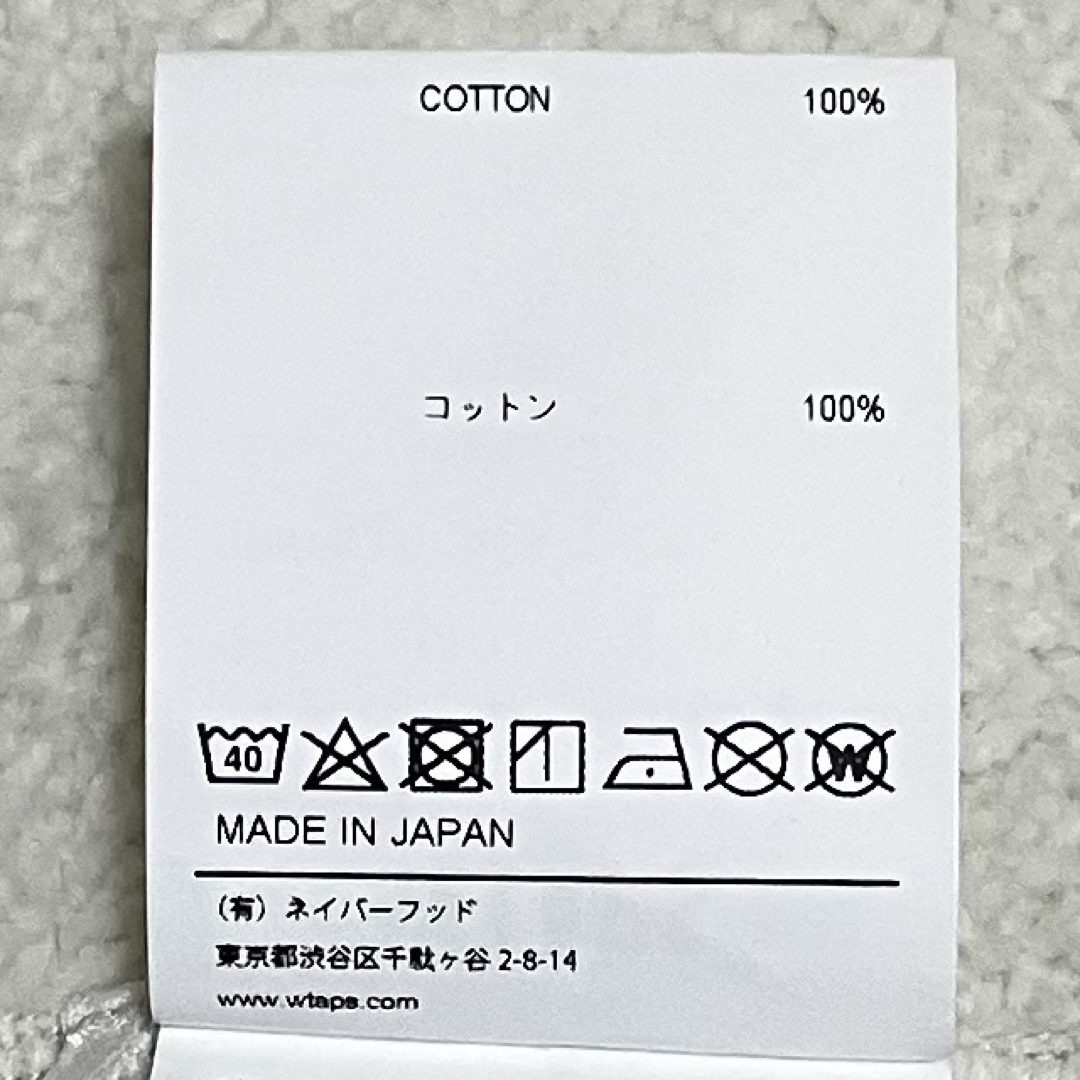 COTTON 100%
コットン 100%
40
W
MADE IN JAPAN
(有) ネイバーフッド
東京都渋谷区千駄ヶ谷 2-8-14
www.wtaps.com